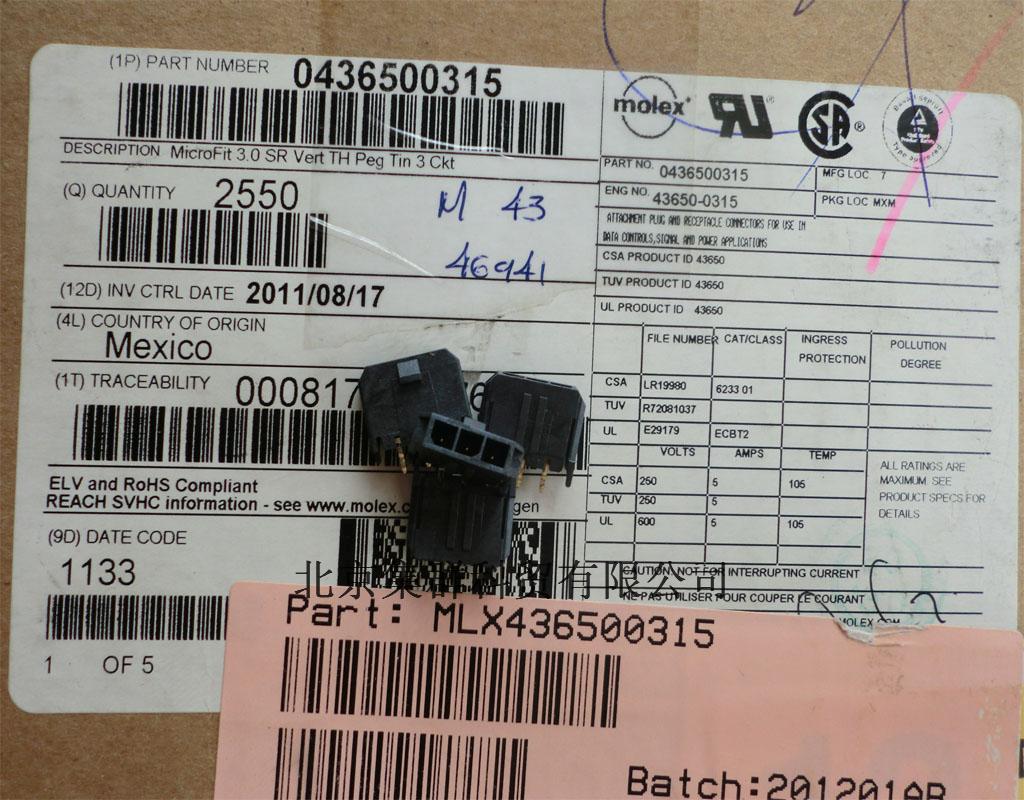 (1P) PART NUMBER 0436500315
DESCRIPTION MicroFit 3.0 SR Vert TH Peg Tin 3 Ckt
(Q) QUANTITY 2550
M 43
46941
(12D) INV CTRL DATE 2011/08/17
(4L) COUNTRY OF ORIGIN
Mexico
(1T) TRACEABILITY 000817
ELV and RoHS Compliant
REACH SVHC information - see www.molex.c
(9D) DATE CODE
1133
1 OF 5
molex
PART NO. 0436500315
MFG LOC 7
ENG NO. 43650-0315
PKG LOC MXM
ATTACHMENT PLUG AND RECEPTACLE CONNECTORS FOR USE IN
DATA CONTROLS,SIGNAL AND POWER APPLICATIONS
CSA PRODUCT ID 43650
TUV PRODUCT ID 43650
UL PRODUCT ID 43650
FILE NUMBER CAT/CLASS INGRESS PROTECTION POLLUTION DEGREE
CSA LR19980 6233 01
TUV R72081037
UL E29179 ECBT2
VOLTS AMPS TEMP
CSA 250 5 105
TUV 250 5
UL 600 5 105
ALL RATINGS ARE
MAXIMUM. SEE
PRODUCT SPECS FOR
DETAILS
CAUTION: NOT FOR INTERRUPTING CURRENT
NE PAS UTILISER POUR COUPER LE COURANT
MOLEX.COM
北京集群科贸有限公司
Part: MLX436500315
Batch:201201AB